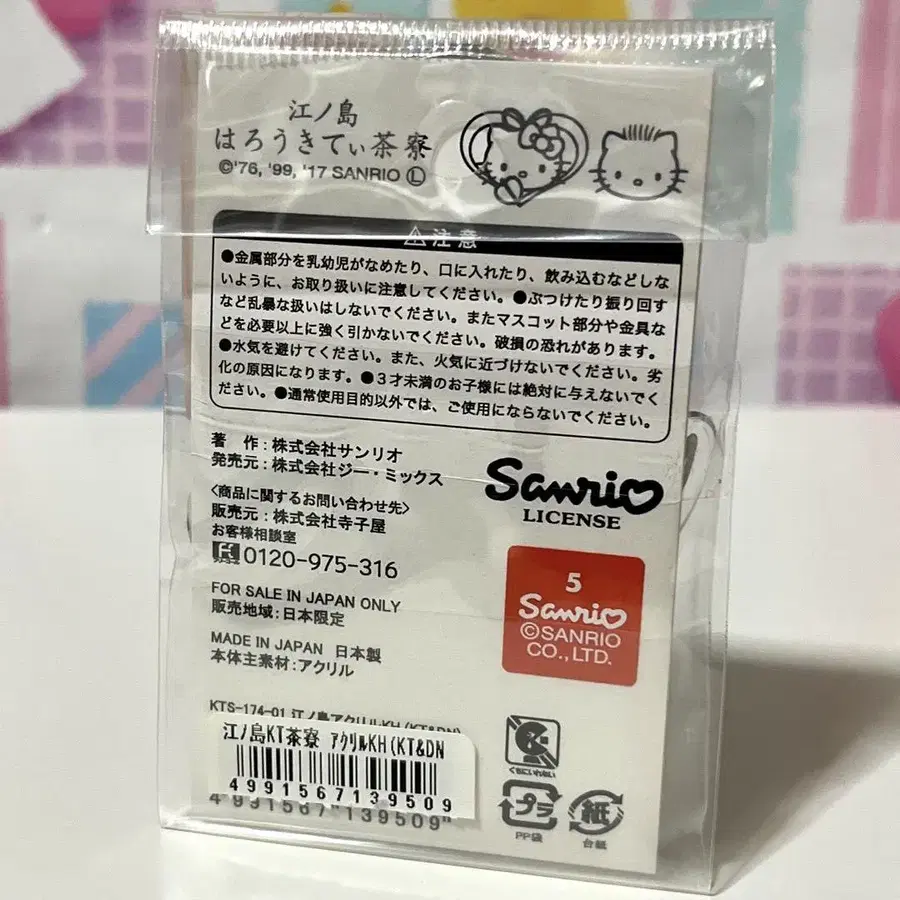 江ノ島
はろうきてぃ茶寮
©'76, '99, '17 SANRIO Ⓛ
⚠注意
●金属部分を乳幼児がなめたり、口に入れたり、飲み込むなどしな
いように、お取り扱いに注意してください。●ぶつけたり振り回す
など乱暴な扱いはしないでください。またマスコット部分や金具な
どを必要以上に強く引かないでください。破損の恐れがあります。
●水気を避けてください。また、火気に近づけないでください。劣
化の原因になります。●3才未満のお子様には絶対に与えないでく
ださい。●通常使用目的以外では、ご使用にならないでください。
著 作:株式会社サンリオ
発売元:株式会社ジー・ミックス
<商品に関するお問い合わせ先>
販売元:株式会社寺子屋
お客様相談室
0120-975-316
FOR SALE IN JAPAN ONLY
販売地域:日本限定
MADE IN JAPAN 日本製
本体主素材:アクリル
Sanrio
LICENSE
5
Sanrio
©SANRIO
CO.,LTD.
KTS-174-01 江ノ島アクリルKH(KT&DN)
江ノ島KT茶寮 アクリルKH(KT&DN
4991567139509
4991567139509
くちにいれない
プラ
PP袋
紙
台紙